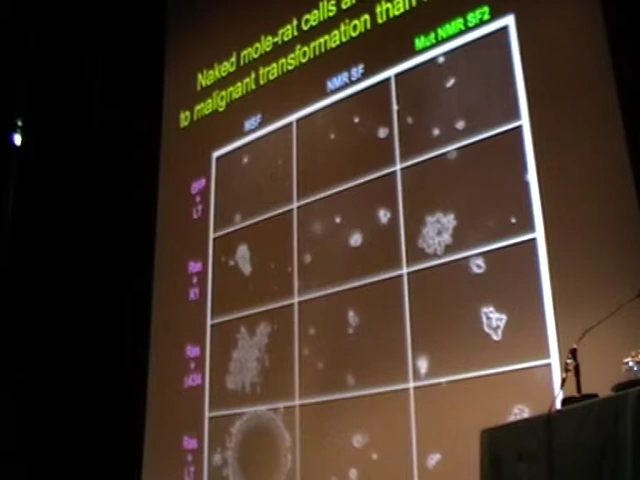 Naked mole-rat cells a
to malignant transformation than
MSF
NMR SF
Mut NMR SF2
GFP
+
LT
Ras
+
K1
Ras
+
Ras
+
LT